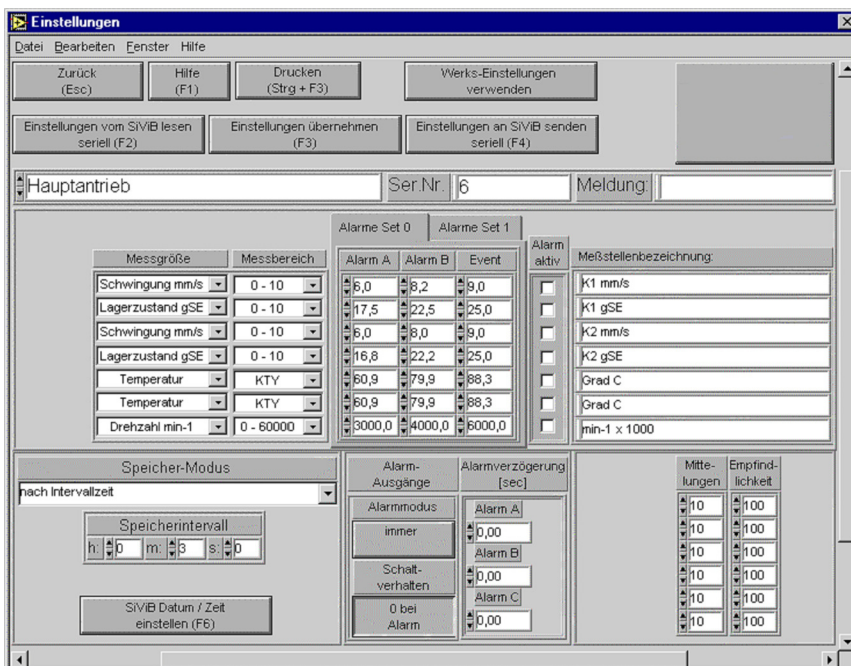 Einstellungen
Datei Bearbeiten Fenster Hilfe
Zurück
(Esc)
Hilfe
(F1)
Drucken
(Strg + F3)
Werks-Einstellungen
verwenden
Einstellungen vom SiViB lesen
seriell (F2)
Einstellungen übernehmen
(F3)
Einstellungen an SiViB senden
seriell (F4)
Hauptantrieb Ser.Nr. 6 Meldung:
Alarme Set 0 Alarme Set 1
Messgröße Messbereich Alarm A Alarm B Event Alarm
aktiv Meßstellenbezeichnung:
Schwingung mm/s 0 - 10 6,0 8,2 9,0 K1 mm/s
Lagerzustand gSE 0 - 10 17,5 22,5 25,0 K1 gSE
Schwingung mm/s 0 - 10 6,0 8,0 9,0 K2 mm/s
Lagerzustand gSE 0 - 10 16,8 22,2 25,0 K2 gSE
Temperatur KTY 60,9 79,9 88,3 Grad C
Temperatur KTY 60,9 79,9 88,3 Grad C
Drehzahl min-1 0 - 60000 3000,0 4000,0 6000,0 min-1 x 1000
Speicher-Modus
nach Intervallzeit
Speicherintervall
h: 0 m: 3 s: 0
SiViB Datum / Zeit
einstellen (F6)
Alarm-
Ausgänge
Alarmmodus
immer
Schalt-
verhalten
0 bei
Alarm
Alarmverzögerung
[sec]
Alarm A
0,00
Alarm B
0,00
Alarm C
0,00
Mitte-
lungen
Empfind-
lichkeit
10 100
10 100
10 100
10 100
10 100
10 100